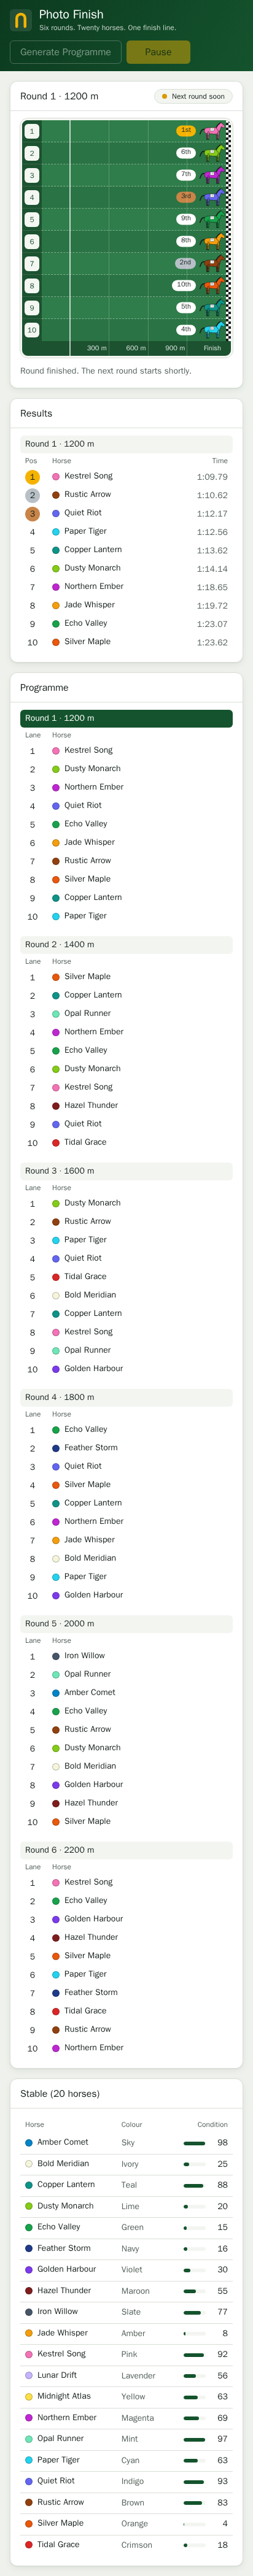 Photo Finish
Six rounds. Twenty horses. One finish line.
Generate Programme
Pause
Round 1 · 1200 m
Next round soon
1 1st
2 6th
3 7th
4 3rd
5 9th
6 8th
7 2nd
8 10th
9 5th
10 4th
300 m 600 m 900 m Finish
Round finished. The next round starts shortly.
Results
Round 1 · 1200 m
Pos Horse Time
1 Kestrel Song 1:09.79
2 Rustic Arrow 1:10.62
3 Quiet Riot 1:12.17
4 Paper Tiger 1:12.56
5 Copper Lantern 1:13.62
6 Dusty Monarch 1:14.14
7 Northern Ember 1:18.65
8 Jade Whisper 1:19.72
9 Echo Valley 1:23.07
10 Silver Maple 1:23.62
Programme
Round 1 · 1200 m
Lane Horse
1 Kestrel Song
2 Dusty Monarch
3 Northern Ember
4 Quiet Riot
5 Echo Valley
6 Jade Whisper
7 Rustic Arrow
8 Silver Maple
9 Copper Lantern
10 Paper Tiger
Round 2 · 1400 m
Lane Horse
1 Silver Maple
2 Copper Lantern
3 Opal Runner
4 Northern Ember
5 Echo Valley
6 Dusty Monarch
7 Kestrel Song
8 Hazel Thunder
9 Quiet Riot
10 Tidal Grace
Round 3 · 1600 m
Lane Horse
1 Dusty Monarch
2 Rustic Arrow
3 Paper Tiger
4 Quiet Riot
5 Tidal Grace
6 Bold Meridian
7 Copper Lantern
8 Kestrel Song
9 Opal Runner
10 Golden Harbour
Round 4 · 1800 m
Lane Horse
1 Echo Valley
2 Feather Storm
3 Quiet Riot
4 Silver Maple
5 Copper Lantern
6 Northern Ember
7 Jade Whisper
8 Bold Meridian
9 Paper Tiger
10 Golden Harbour
Round 5 · 2000 m
Lane Horse
1 Iron Willow
2 Opal Runner
3 Amber Comet
4 Echo Valley
5 Rustic Arrow
6 Dusty Monarch
7 Bold Meridian
8 Golden Harbour
9 Hazel Thunder
10 Silver Maple
Round 6 · 2200 m
Lane Horse
1 Kestrel Song
2 Echo Valley
3 Golden Harbour
4 Hazel Thunder
5 Silver Maple
6 Paper Tiger
7 Feather Storm
8 Tidal Grace
9 Rustic Arrow
10 Northern Ember
Stable (20 horses)
Horse Colour Condition
Amber Comet Sky 98
Bold Meridian Ivory 25
Copper Lantern Teal 88
Dusty Monarch Lime 20
Echo Valley Green 15
Feather Storm Navy 16
Golden Harbour Violet 30
Hazel Thunder Maroon 55
Iron Willow Slate 77
Jade Whisper Amber 8
Kestrel Song Pink 92
Lunar Drift Lavender 56
Midnight Atlas Yellow 63
Northern Ember Magenta 69
Opal Runner Mint 97
Paper Tiger Cyan 63
Quiet Riot Indigo 93
Rustic Arrow Brown 83
Silver Maple Orange 4
Tidal Grace Crimson 18